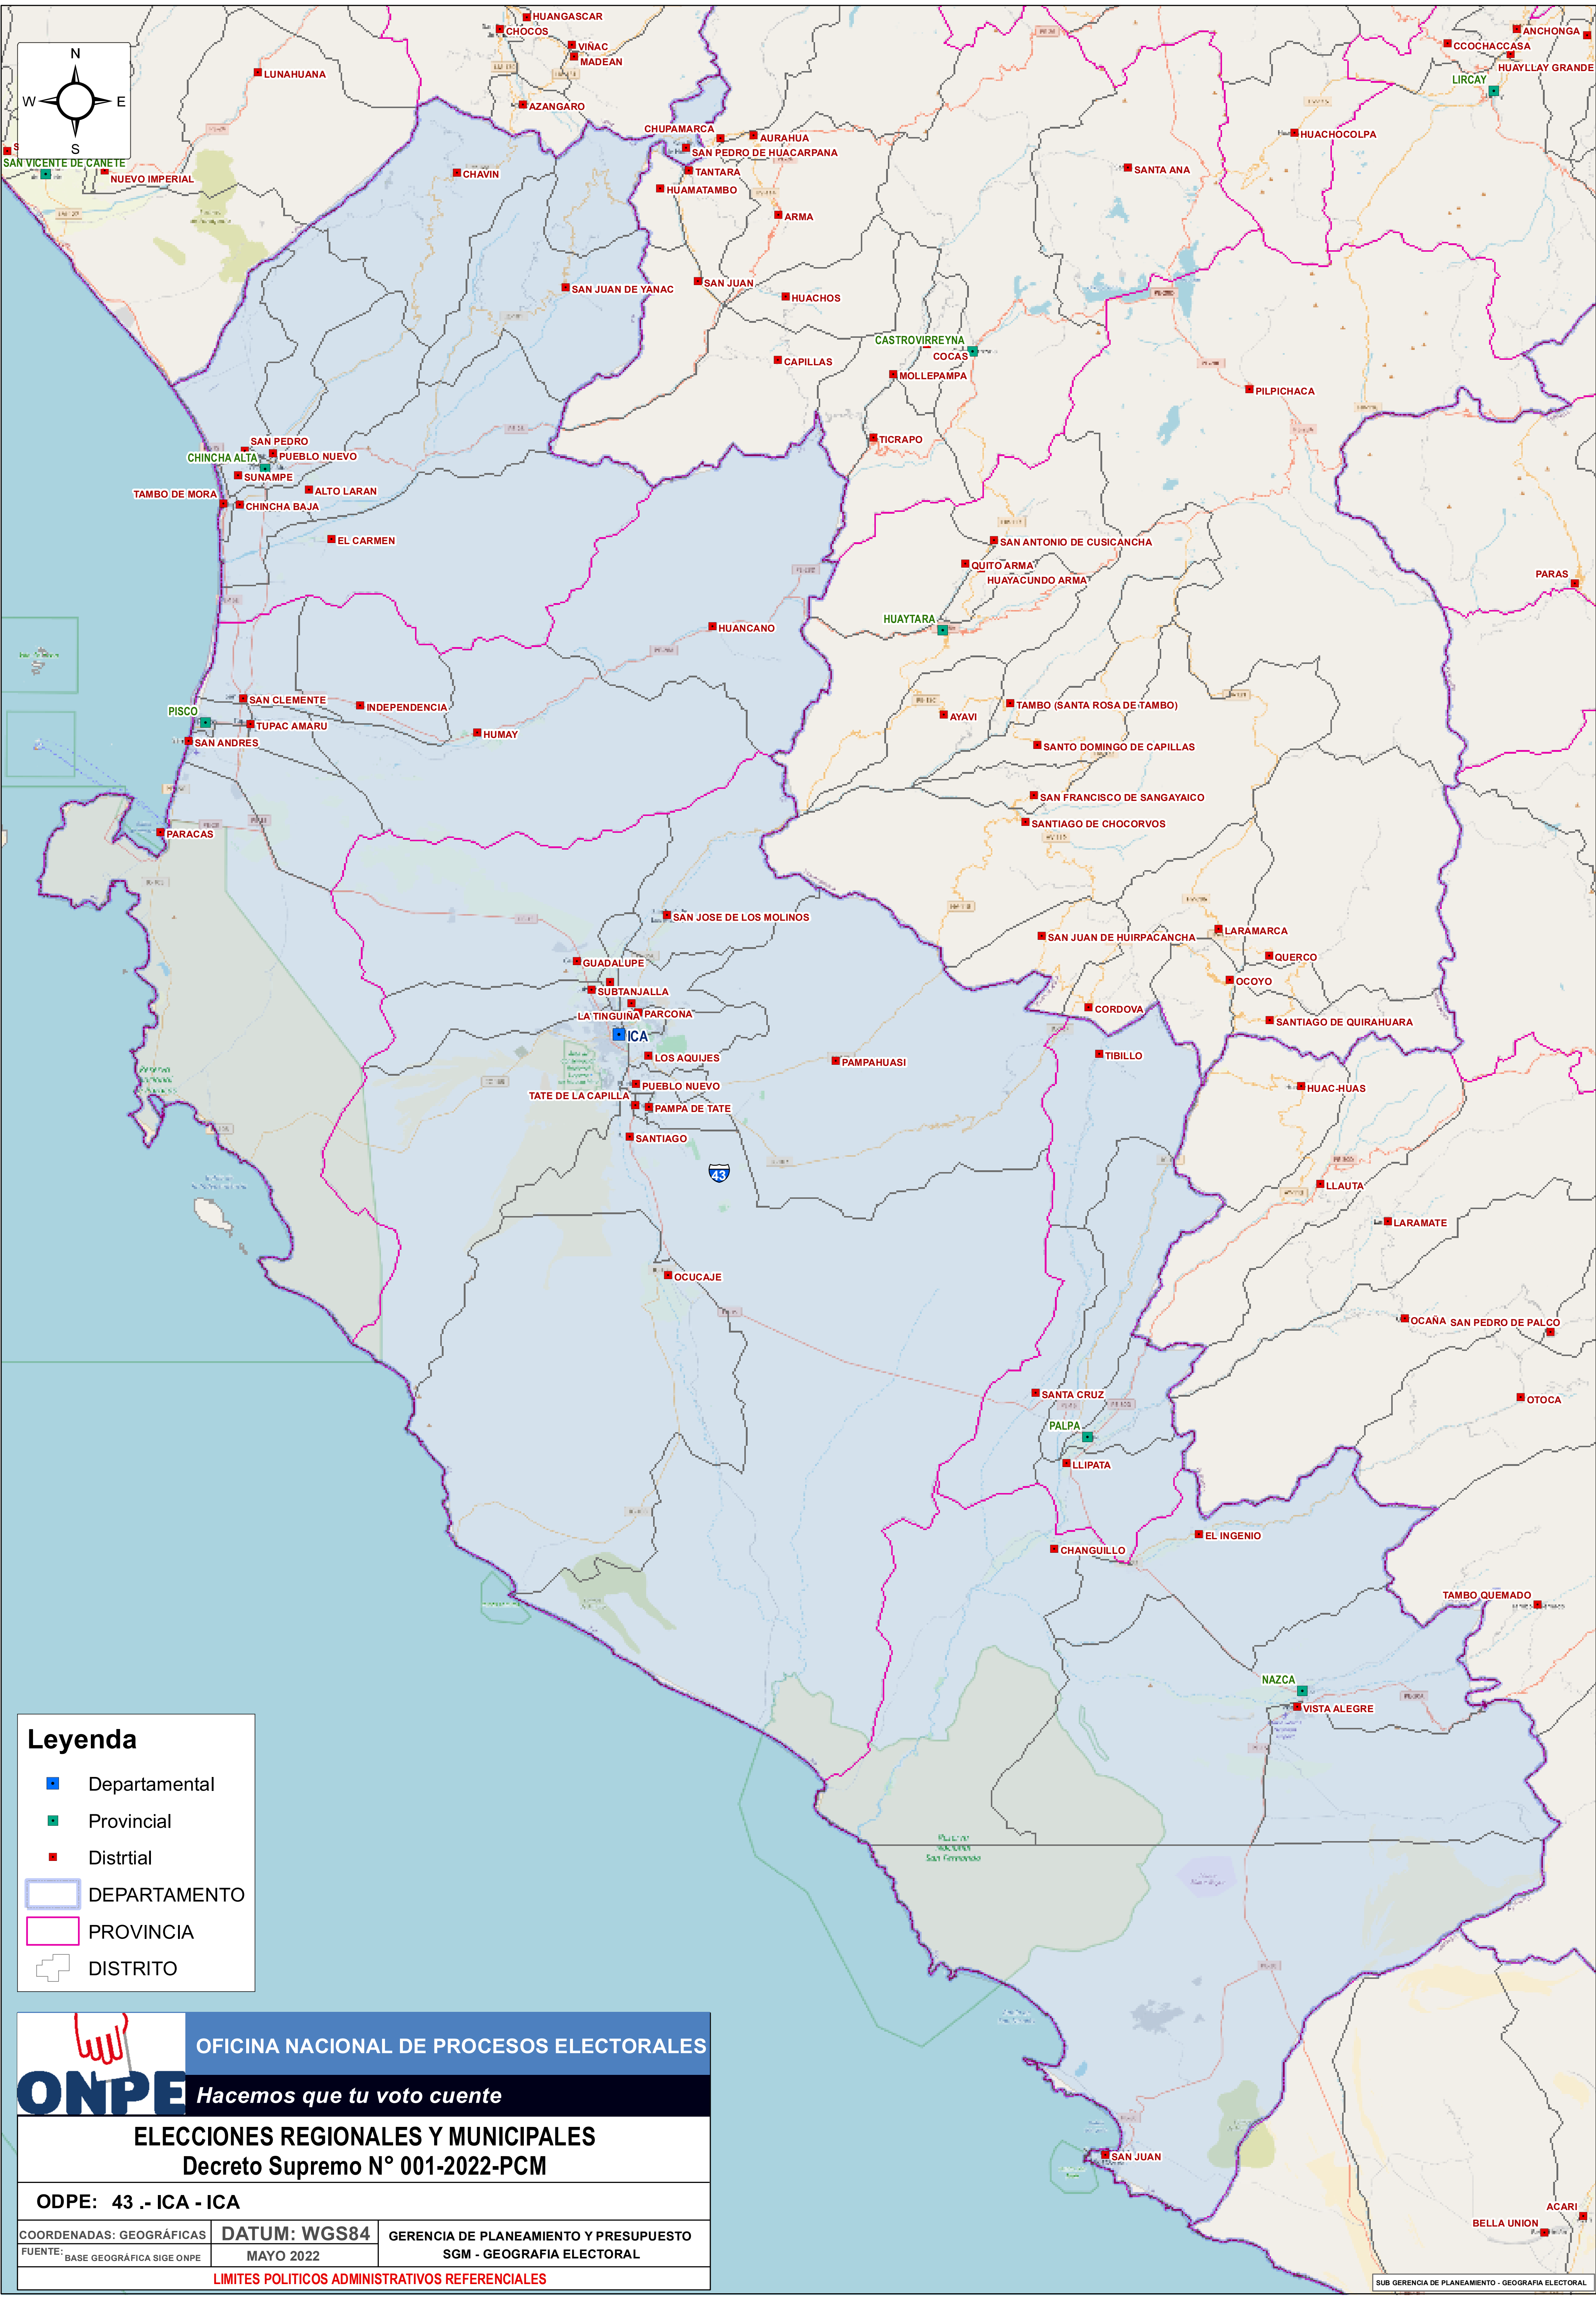 HUANGASCAR
CHOCOS
VIÑAC
MADEAN
ANCHONGA
CCOCHACCASA
HUAYLLAY GRANDE
LIRCAY
N
W
E
S
LUNAHUANA
AZANGARO
CHUPAMARCA
AURAHUA
SAN PEDRO DE HUACARPANA
HUACHOCOLPA
S
SAN VICENTE DE CAÑETE
NUEVO IMPERIAL
CHAVIN
TANTARA
HUAMATAMBO
SANTA ANA
ARMA
SAN JUAN DE YANAC
SAN JUAN
HUACHOS
CASTROVIRREYNA
COCAS
CAPILLAS
MOLLEPAMPA
PILPICHACA
TICRAPO
SAN PEDRO
CHINCHA ALTA
PUEBLO NUEVO
SUNAMPE
TAMBO DE MORA
ALTO LARAN
CHINCHA BAJA
EL CARMEN
SAN ANTONIO DE CUSICANCHA
QUITO ARMA
HUAYACUNDO ARMA
PARAS
HUAYTARA
HUANCANO
SAN CLEMENTE
INDEPENDENCIA
PISCO
TUPAC AMARU
HUMAY
SAN ANDRES
TAMBO (SANTA ROSA DE TAMBO)
AYAVI
SANTO DOMINGO DE CAPILLAS
SAN FRANCISCO DE SANGAYAICO
SANTIAGO DE CHOCORVOS
PARACAS
SAN JOSE DE LOS MOLINOS
SAN JUAN DE HUIRPACANCHA
LARAMARCA
QUERCO
GUADALUPE
OCOYO
SUBTANJALLA
LA TINGUIÑA
PARCONA
CORDOVA
SANTIAGO DE QUIRAHUARA
ICA
LOS AQUIJES
PAMPAHUASI
TIBILLO
PUEBLO NUEVO
HUAC-HUAS
TATE DE LA CAPILLA
PAMPA DE TATE
SANTIAGO
43
LLAUTA
LARAMATE
OCUCAJE
OCAÑA
SAN PEDRO DE PALCO
SANTA CRUZ
OTOCA
PALPA
LLIPATA
EL INGENIO
CHANGUILLO
TAMBO QUEMADO
NAZCA
VISTA ALEGRE
San Fernando
SAN JUAN
ACARI
BELLA UNION
Leyenda
Departamental
Provincial
Distrtial
DEPARTAMENTO
PROVINCIA
DISTRITO
ONPE
OFICINA NACIONAL DE PROCESOS ELECTORALES
Hacemos que tu voto cuente
ELECCIONES REGIONALES Y MUNICIPALES
Decreto Supremo N° 001-2022-PCM
ODPE: 43 .- ICA - ICA
COORDENADAS: GEOGRÁFICAS
DATUM: WGS84
GERENCIA DE PLANEAMIENTO Y PRESUPUESTO
FUENTE: BASE GEOGRÁFICA SIGE ONPE
MAYO 2022
SGM - GEOGRAFIA ELECTORAL
LIMITES POLITICOS ADMINISTRATIVOS REFERENCIALES
SUB GERENCIA DE PLANEAMIENTO - GEOGRAFIA ELECTORAL